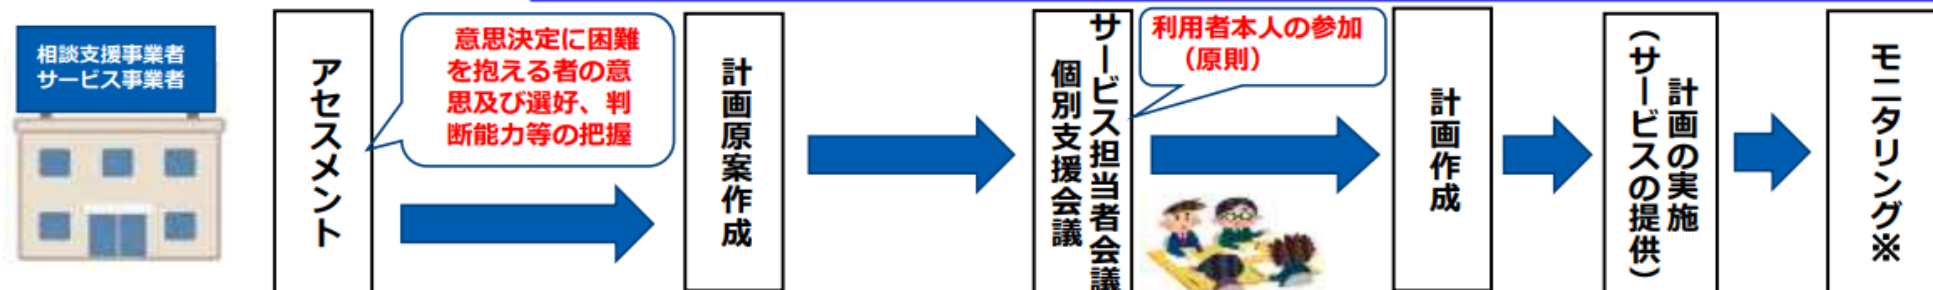 相談支援事業者
サービス事業者
アセスメント
意思決定に困難
を抱える者の意
思及び選好、判
断能力等の把握
計画原案作成
サービス担当者会議
個別支援会議
利用者本人の参加
（原則）
計画作成
計画の実施
（サービスの提供）
モニタリング※